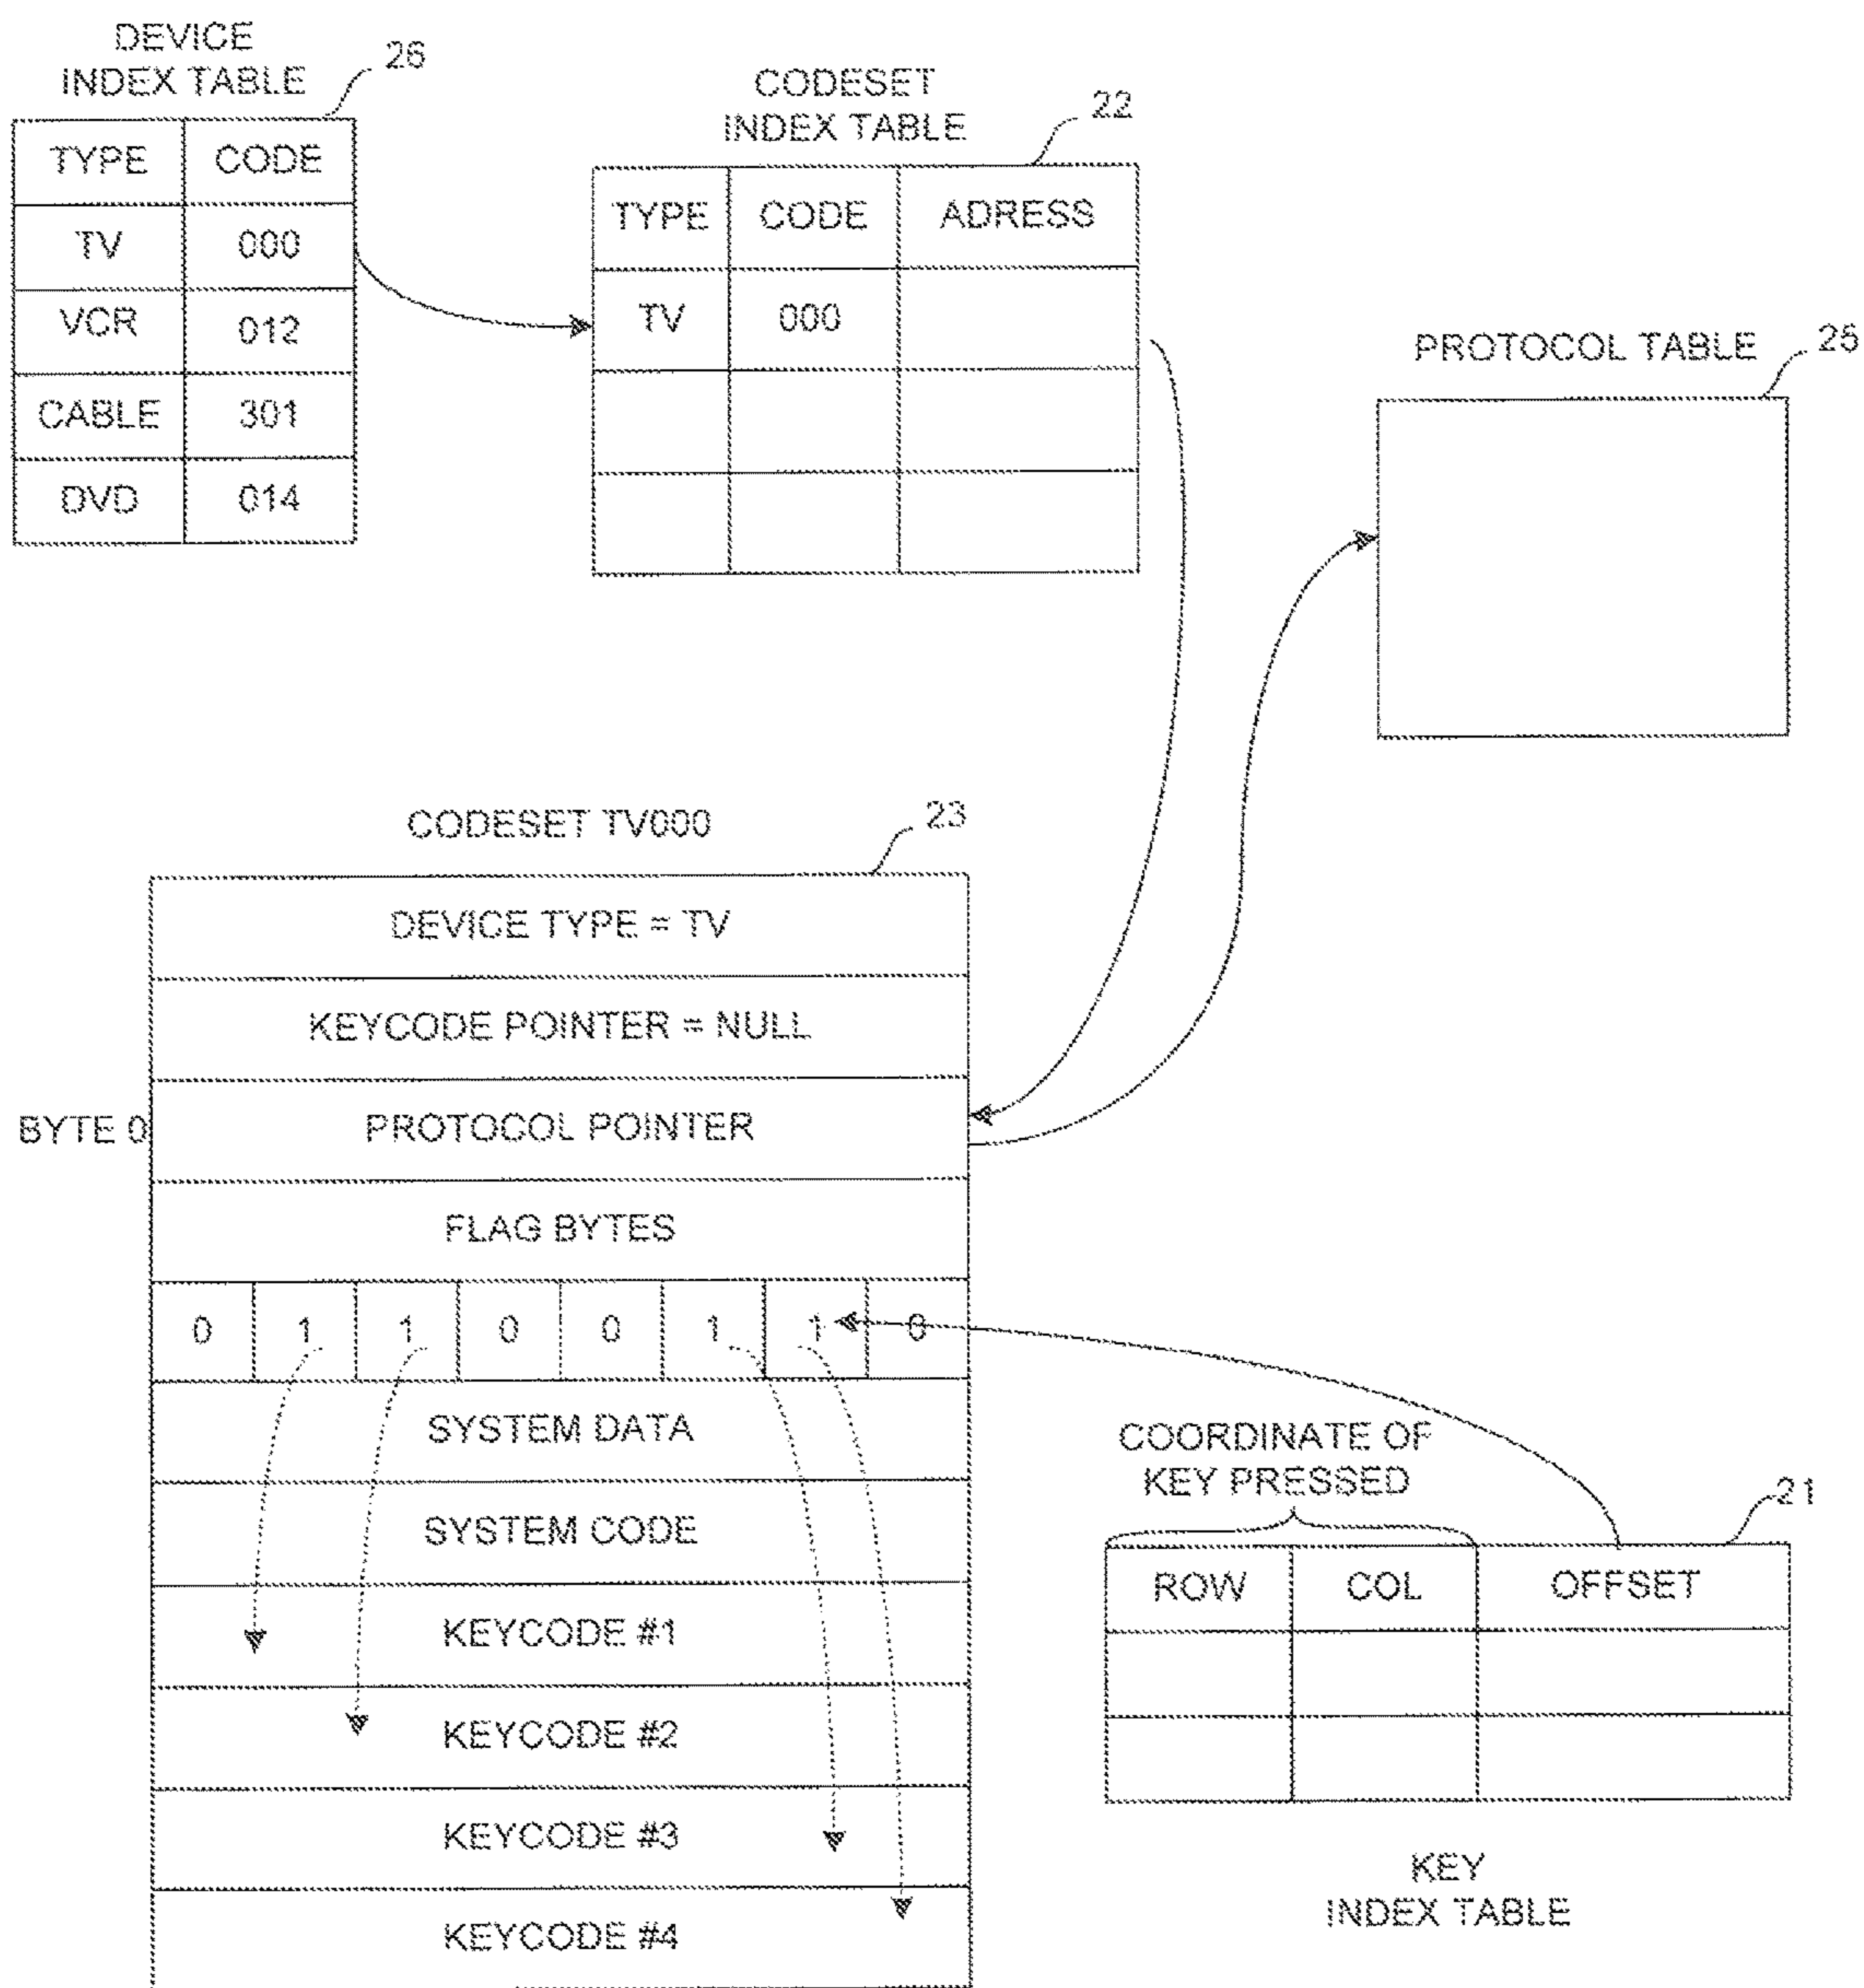 DEVICE
INDEX TABLE
26
TYPE CODE
TV 000
VCR 012
CABLE 301
DVD 014
CODESET
INDEX TABLE
22
TYPE CODE ADRESS
TV 000
PROTOCOL TABLE
25
CODESET TV000
23
DEVICE TYPE = TV
KEYCODE POINTER = NULL
BYTE 0
PROTOCOL POINTER
FLAG BYTES
0 1 1 0 0 1 1 0
SYSTEM DATA
SYSTEM CODE
KEYCODE #1
KEYCODE #2
KEYCODE #3
KEYCODE #4
COORDINATE OF
KEY PRESSED
21
ROW COL OFFSET
KEY
INDEX TABLE